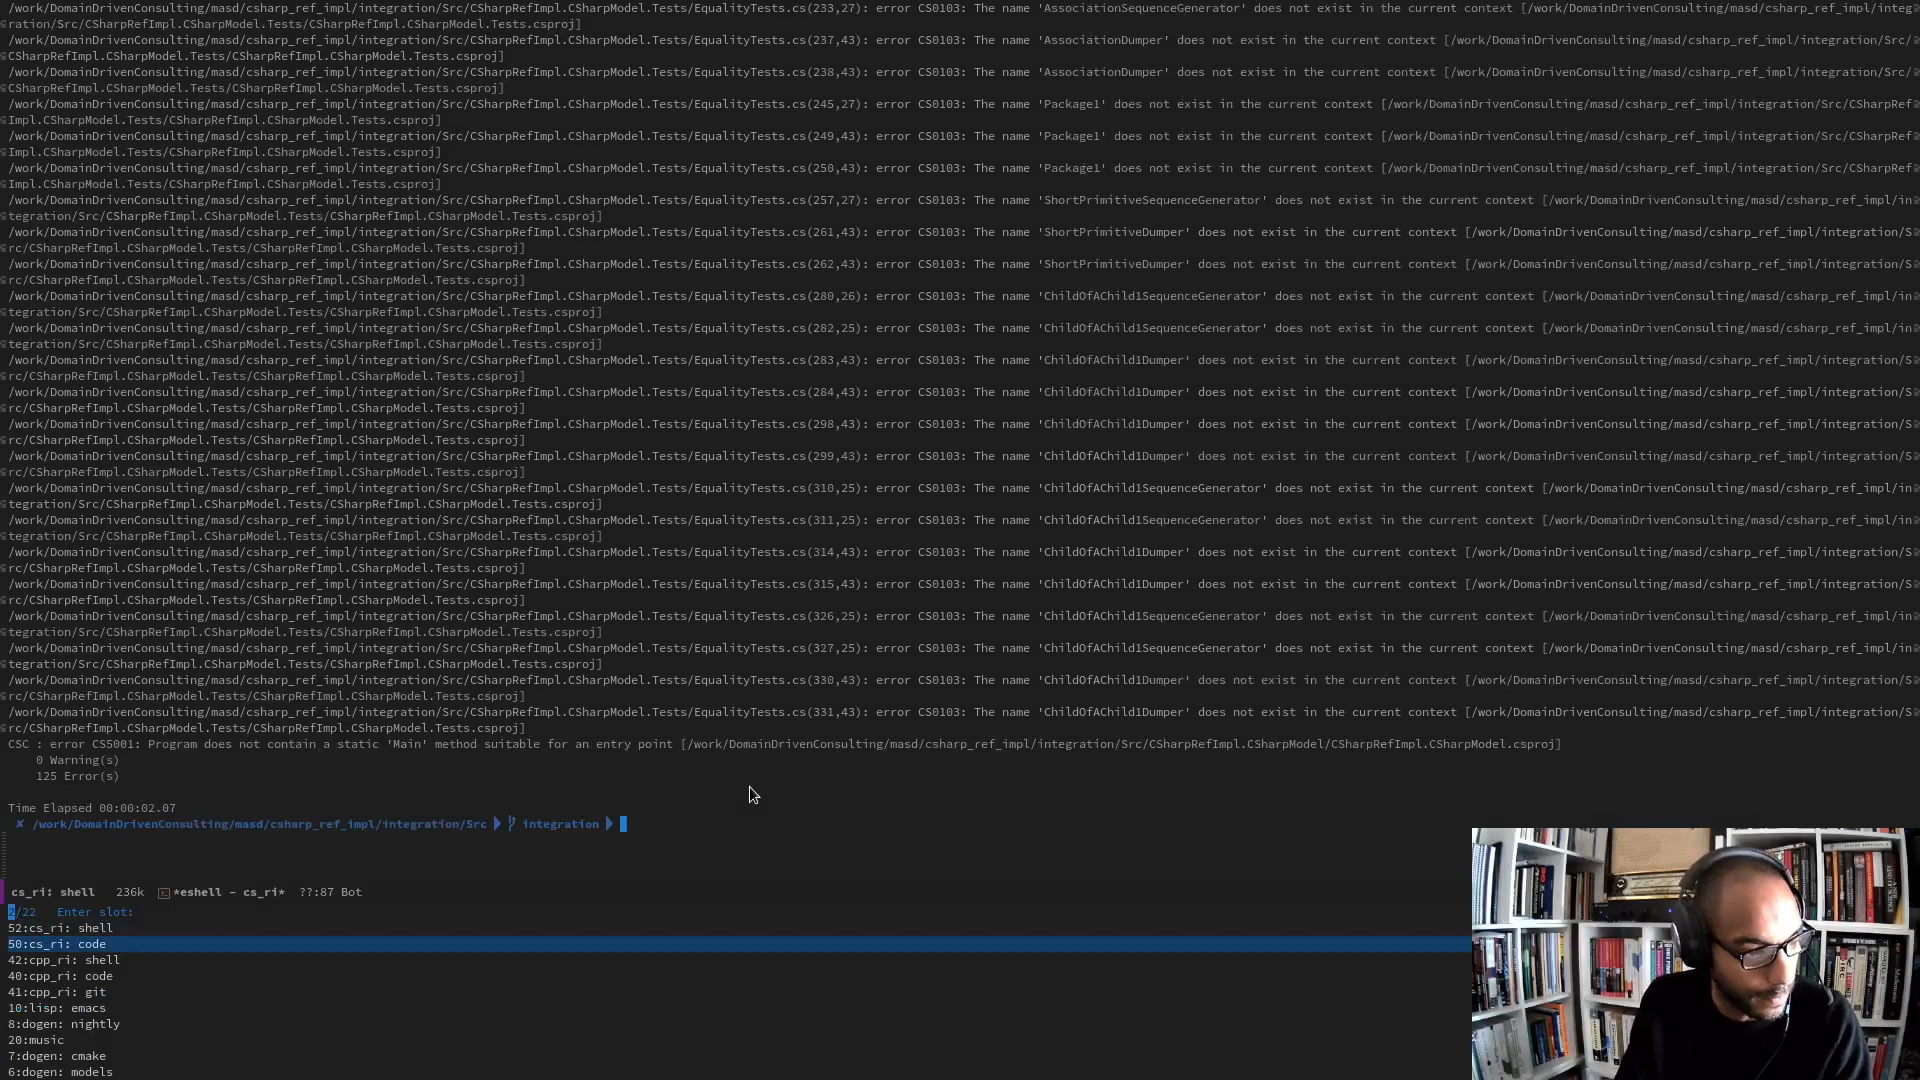 /work/DomainDrivenConsulting/masd/csharp_ref_impl/integration/Src/CSharpRefImpl.CSharpModel.Tests/EqualityTests.cs(233,27): error CS0103: The name 'AssociationSequenceGenerator' does not exist in the current context [/work/DomainDrivenConsulting/masd/csharp_ref_impl/integ
ration/Src/CSharpRefImpl.CSharpModel.Tests/CSharpRefImpl.CSharpModel.Tests.csproj]
/work/DomainDrivenConsulting/masd/csharp_ref_impl/integration/Src/CSharpRefImpl.CSharpModel.Tests/EqualityTests.cs(237,43): error CS0103: The name 'AssociationDumper' does not exist in the current context [/work/DomainDrivenConsulting/masd/csharp_ref_impl/integration/Src/
CSharpRefImpl.CSharpModel.Tests/CSharpRefImpl.CSharpModel.Tests.csproj]
/work/DomainDrivenConsulting/masd/csharp_ref_impl/integration/Src/CSharpRefImpl.CSharpModel.Tests/EqualityTests.cs(238,43): error CS0103: The name 'AssociationDumper' does not exist in the current context [/work/DomainDrivenConsulting/masd/csharp_ref_impl/integration/Src/
CSharpRefImpl.CSharpModel.Tests/CSharpRefImpl.CSharpModel.Tests.csproj]
/work/DomainDrivenConsulting/masd/csharp_ref_impl/integration/Src/CSharpRefImpl.CSharpModel.Tests/EqualityTests.cs(245,27): error CS0103: The name 'Package1' does not exist in the current context [/work/DomainDrivenConsulting/masd/csharp_ref_impl/integration/Src/CSharpRef
Impl.CSharpModel.Tests/CSharpRefImpl.CSharpModel.Tests.csproj]
/work/DomainDrivenConsulting/masd/csharp_ref_impl/integration/Src/CSharpRefImpl.CSharpModel.Tests/EqualityTests.cs(249,43): error CS0103: The name 'Package1' does not exist in the current context [/work/DomainDrivenConsulting/masd/csharp_ref_impl/integration/Src/CSharpRef
Impl.CSharpModel.Tests/CSharpRefImpl.CSharpModel.Tests.csproj]
/work/DomainDrivenConsulting/masd/csharp_ref_impl/integration/Src/CSharpRefImpl.CSharpModel.Tests/EqualityTests.cs(250,43): error CS0103: The name 'Package1' does not exist in the current context [/work/DomainDrivenConsulting/masd/csharp_ref_impl/integration/Src/CSharpRef
Impl.CSharpModel.Tests/CSharpRefImpl.CSharpModel.Tests.csproj]
/work/DomainDrivenConsulting/masd/csharp_ref_impl/integration/Src/CSharpRefImpl.CSharpModel.Tests/EqualityTests.cs(257,27): error CS0103: The name 'ShortPrimitiveSequenceGenerator' does not exist in the current context [/work/DomainDrivenConsulting/masd/csharp_ref_impl/in
tegration/Src/CSharpRefImpl.CSharpModel.Tests/CSharpRefImpl.CSharpModel.Tests.csproj]
/work/DomainDrivenConsulting/masd/csharp_ref_impl/integration/Src/CSharpRefImpl.CSharpModel.Tests/EqualityTests.cs(261,43): error CS0103: The name 'ShortPrimitiveDumper' does not exist in the current context [/work/DomainDrivenConsulting/masd/csharp_ref_impl/integration/S
rc/CSharpRefImpl.CSharpModel.Tests/CSharpRefImpl.CSharpModel.Tests.csproj]
/work/DomainDrivenConsulting/masd/csharp_ref_impl/integration/Src/CSharpRefImpl.CSharpModel.Tests/EqualityTests.cs(262,43): error CS0103: The name 'ShortPrimitiveDumper' does not exist in the current context [/work/DomainDrivenConsulting/masd/csharp_ref_impl/integration/S
rc/CSharpRefImpl.CSharpModel.Tests/CSharpRefImpl.CSharpModel.Tests.csproj]
/work/DomainDrivenConsulting/masd/csharp_ref_impl/integration/Src/CSharpRefImpl.CSharpModel.Tests/EqualityTests.cs(280,26): error CS0103: The name 'ChildOfAChild1SequenceGenerator' does not exist in the current context [/work/DomainDrivenConsulting/masd/csharp_ref_impl/in
tegration/Src/CSharpRefImpl.CSharpModel.Tests/CSharpRefImpl.CSharpModel.Tests.csproj]
/work/DomainDrivenConsulting/masd/csharp_ref_impl/integration/Src/CSharpRefImpl.CSharpModel.Tests/EqualityTests.cs(282,25): error CS0103: The name 'ChildOfAChild1SequenceGenerator' does not exist in the current context [/work/DomainDrivenConsulting/masd/csharp_ref_impl/in
tegration/Src/CSharpRefImpl.CSharpModel.Tests/CSharpRefImpl.CSharpModel.Tests.csproj]
/work/DomainDrivenConsulting/masd/csharp_ref_impl/integration/Src/CSharpRefImpl.CSharpModel.Tests/EqualityTests.cs(283,43): error CS0103: The name 'ChildOfAChild1Dumper' does not exist in the current context [/work/DomainDrivenConsulting/masd/csharp_ref_impl/integration/S
rc/CSharpRefImpl.CSharpModel.Tests/CSharpRefImpl.CSharpModel.Tests.csproj]
/work/DomainDrivenConsulting/masd/csharp_ref_impl/integration/Src/CSharpRefImpl.CSharpModel.Tests/EqualityTests.cs(284,43): error CS0103: The name 'ChildOfAChild1Dumper' does not exist in the current context [/work/DomainDrivenConsulting/masd/csharp_ref_impl/integration/S
rc/CSharpRefImpl.CSharpModel.Tests/CSharpRefImpl.CSharpModel.Tests.csproj]
/work/DomainDrivenConsulting/masd/csharp_ref_impl/integration/Src/CSharpRefImpl.CSharpModel.Tests/EqualityTests.cs(298,43): error CS0103: The name 'ChildOfAChild1Dumper' does not exist in the current context [/work/DomainDrivenConsulting/masd/csharp_ref_impl/integration/S
rc/CSharpRefImpl.CSharpModel.Tests/CSharpRefImpl.CSharpModel.Tests.csproj]
/work/DomainDrivenConsulting/masd/csharp_ref_impl/integration/Src/CSharpRefImpl.CSharpModel.Tests/EqualityTests.cs(299,43): error CS0103: The name 'ChildOfAChild1Dumper' does not exist in the current context [/work/DomainDrivenConsulting/masd/csharp_ref_impl/integration/S
rc/CSharpRefImpl.CSharpModel.Tests/CSharpRefImpl.CSharpModel.Tests.csproj]
/work/DomainDrivenConsulting/masd/csharp_ref_impl/integration/Src/CSharpRefImpl.CSharpModel.Tests/EqualityTests.cs(310,25): error CS0103: The name 'ChildOfAChild1SequenceGenerator' does not exist in the current context [/work/DomainDrivenConsulting/masd/csharp_ref_impl/in
tegration/Src/CSharpRefImpl.CSharpModel.Tests/CSharpRefImpl.CSharpModel.Tests.csproj]
/work/DomainDrivenConsulting/masd/csharp_ref_impl/integration/Src/CSharpRefImpl.CSharpModel.Tests/EqualityTests.cs(311,25): error CS0103: The name 'ChildOfAChild1SequenceGenerator' does not exist in the current context [/work/DomainDrivenConsulting/masd/csharp_ref_impl/in
tegration/Src/CSharpRefImpl.CSharpModel.Tests/CSharpRefImpl.CSharpModel.Tests.csproj]
/work/DomainDrivenConsulting/masd/csharp_ref_impl/integration/Src/CSharpRefImpl.CSharpModel.Tests/EqualityTests.cs(314,43): error CS0103: The name 'ChildOfAChild1Dumper' does not exist in the current context [/work/DomainDrivenConsulting/masd/csharp_ref_impl/integration/S
rc/CSharpRefImpl.CSharpModel.Tests/CSharpRefImpl.CSharpModel.Tests.csproj]
/work/DomainDrivenConsulting/masd/csharp_ref_impl/integration/Src/CSharpRefImpl.CSharpModel.Tests/EqualityTests.cs(315,43): error CS0103: The name 'ChildOfAChild1Dumper' does not exist in the current context [/work/DomainDrivenConsulting/masd/csharp_ref_impl/integration/S
rc/CSharpRefImpl.CSharpModel.Tests/CSharpRefImpl.CSharpModel.Tests.csproj]
/work/DomainDrivenConsulting/masd/csharp_ref_impl/integration/Src/CSharpRefImpl.CSharpModel.Tests/EqualityTests.cs(326,25): error CS0103: The name 'ChildOfAChild1SequenceGenerator' does not exist in the current context [/work/DomainDrivenConsulting/masd/csharp_ref_impl/in
tegration/Src/CSharpRefImpl.CSharpModel.Tests/CSharpRefImpl.CSharpModel.Tests.csproj]
/work/DomainDrivenConsulting/masd/csharp_ref_impl/integration/Src/CSharpRefImpl.CSharpModel.Tests/EqualityTests.cs(327,25): error CS0103: The name 'ChildOfAChild1SequenceGenerator' does not exist in the current context [/work/DomainDrivenConsulting/masd/csharp_ref_impl/in
tegration/Src/CSharpRefImpl.CSharpModel.Tests/CSharpRefImpl.CSharpModel.Tests.csproj]
/work/DomainDrivenConsulting/masd/csharp_ref_impl/integration/Src/CSharpRefImpl.CSharpModel.Tests/EqualityTests.cs(330,43): error CS0103: The name 'ChildOfAChild1Dumper' does not exist in the current context [/work/DomainDrivenConsulting/masd/csharp_ref_impl/integration/S
rc/CSharpRefImpl.CSharpModel.Tests/CSharpRefImpl.CSharpModel.Tests.csproj]
/work/DomainDrivenConsulting/masd/csharp_ref_impl/integration/Src/CSharpRefImpl.CSharpModel.Tests/EqualityTests.cs(331,43): error CS0103: The name 'ChildOfAChild1Dumper' does not exist in the current context [/work/DomainDrivenConsulting/masd/csharp_ref_impl/integration/S
rc/CSharpRefImpl.CSharpModel.Tests/CSharpRefImpl.CSharpModel.Tests.csproj]
CSC : error CS5001: Program does not contain a static 'Main' method suitable for an entry point [/work/DomainDrivenConsulting/masd/csharp_ref_impl/integration/Src/CSharpRefImpl.CSharpModel/CSharpRefImpl.CSharpModel.csproj]
0 Warning(s)
125 Error(s)
Time Elapsed 00:00:02.07
✘ /work/DomainDrivenConsulting/masd/csharp_ref_impl/integration/Src integration
cs_ri: shell 236k *eshell - cs_ri* ??:87 Bot
2/22 Enter slot:
52:cs_ri: shell
50:cs_ri: code
42:cpp_ri: shell
40:cpp_ri: code
41:cpp_ri: git
10:lisp: emacs
8:dogen: nightly
20:music
7:dogen: cmake
6:dogen: models